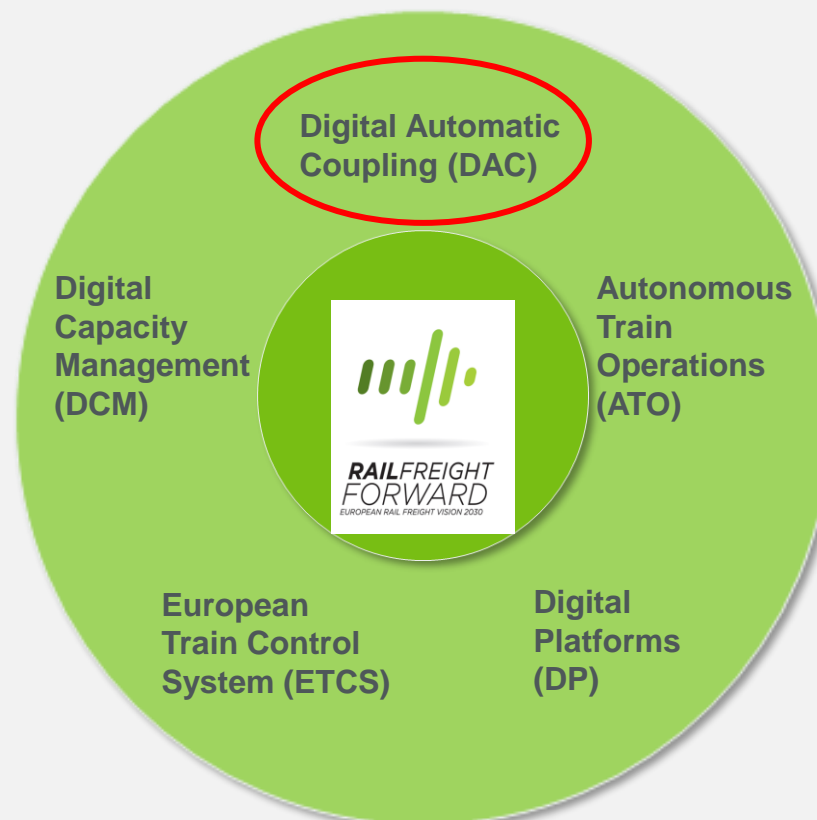 Digital Automatic
Coupling (DAC)
Digital
Capacity
Management
(DCM)
Autonomous
Train
Operations
(ATO)
RAILFREIGHT
FORWARD
EUROPEAN RAIL FREIGHT VISION 2030
European
Train Control
System (ETCS)
Digital
Platforms
(DP)